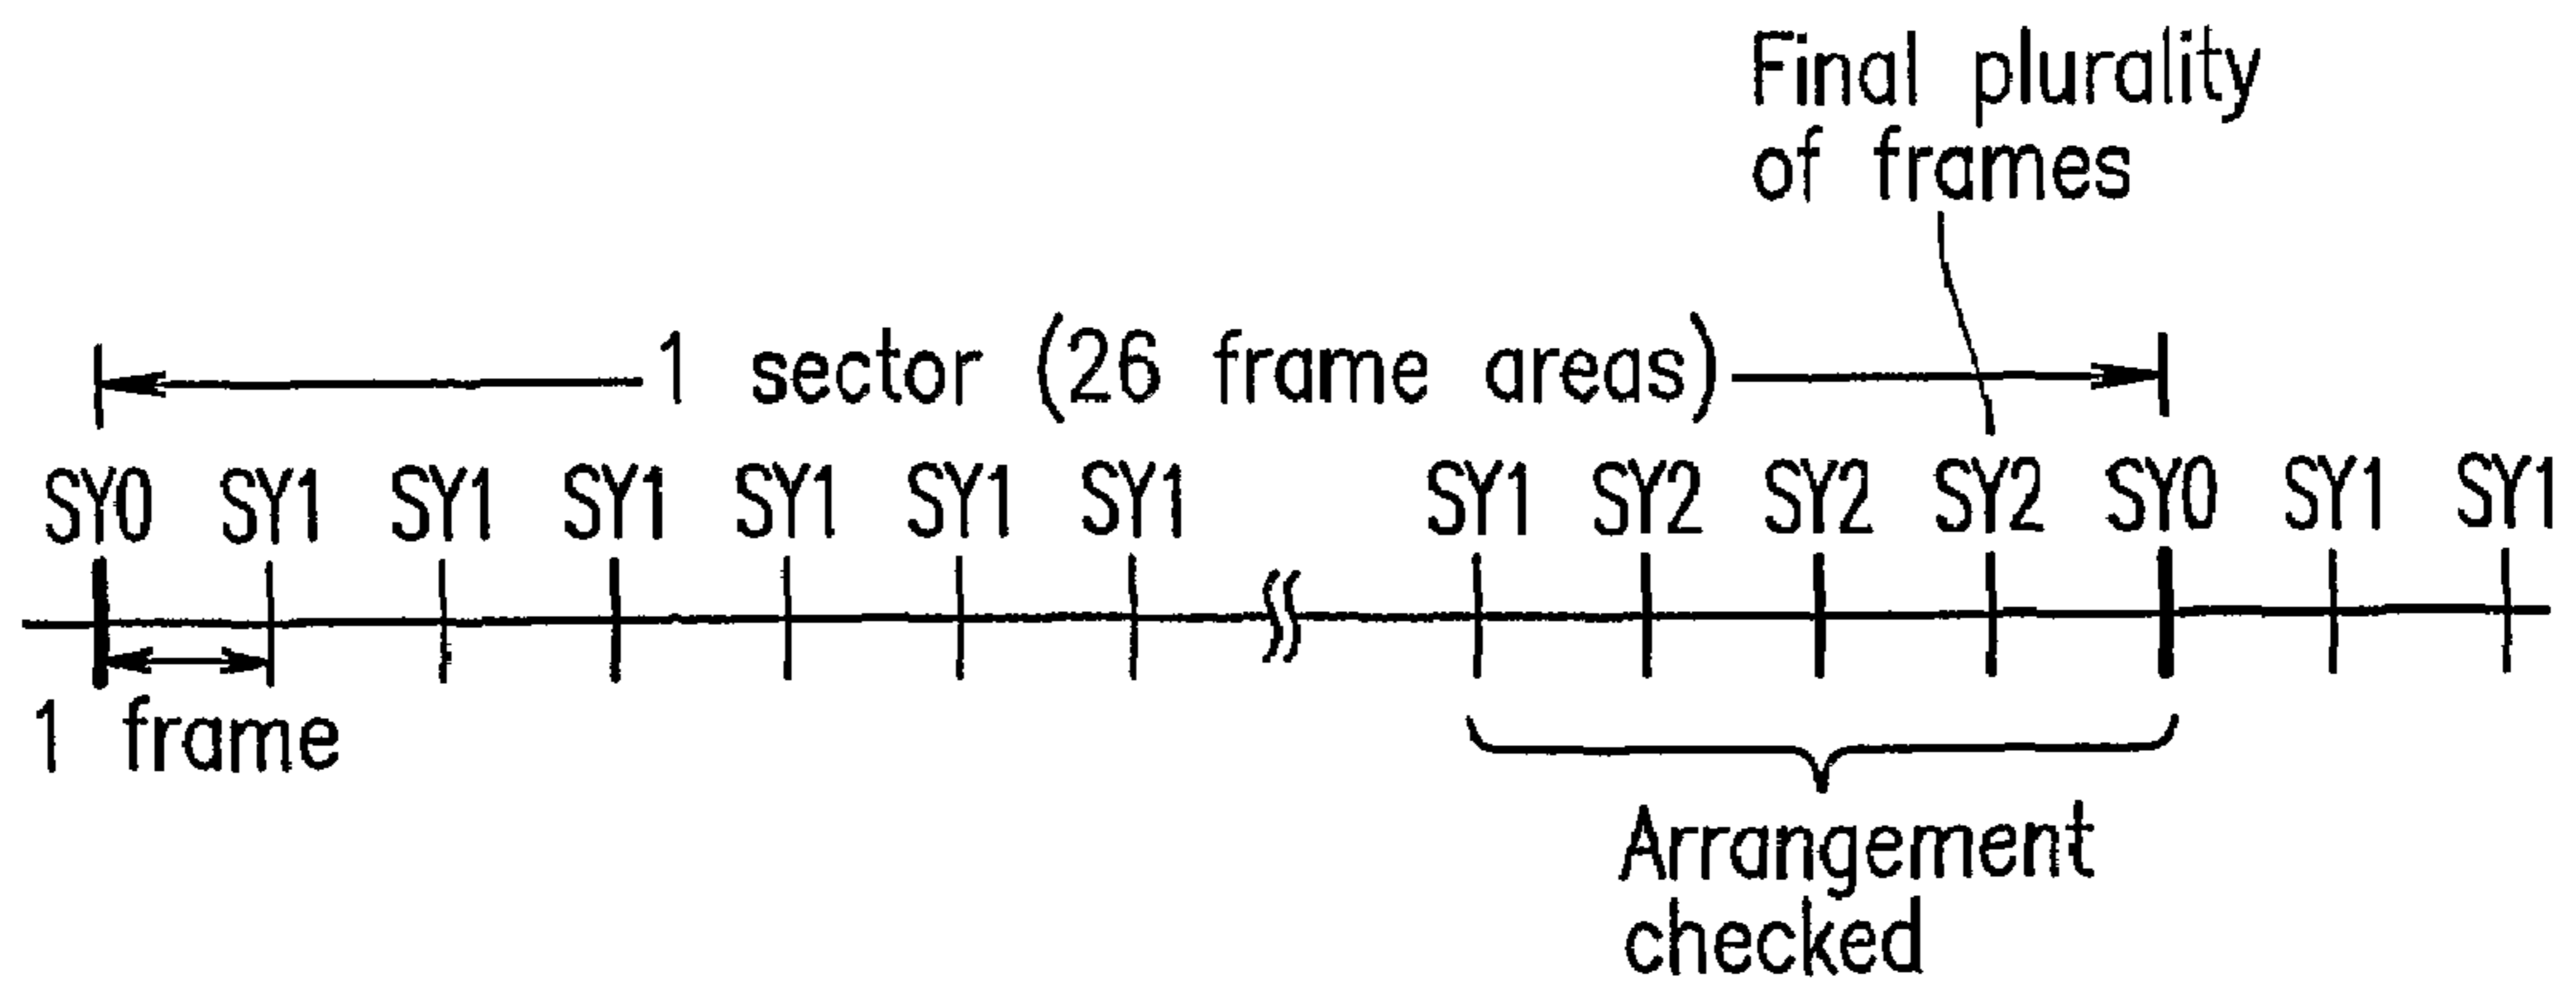 Final plurality
of frames
1 sector (26 frame areas)
SY0 SY1 SY1 SY1 SY1 SY1 SY1 SY1 SY2 SY2 SY2 SY0 SY1 SY1
1 frame
Arrangement
checked